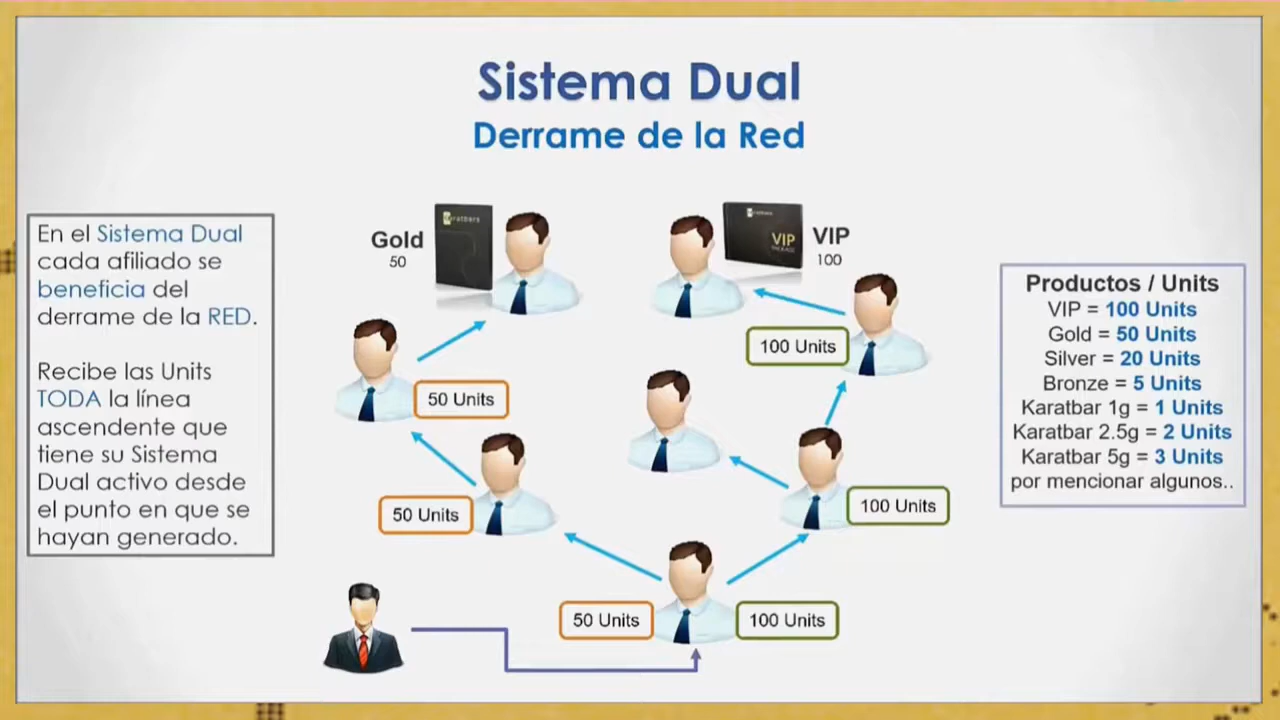 Sistema Dual
Derrame de la Red
En el Sistema Dual
cada afiliado se
beneficia del
derrame de la RED.
Recibe las Units
TODA la línea
ascendente que
tiene su Sistema
Dual activo desde
el punto en que se
hayan generado.
Gold
50
karatbars
karatbars
VIP
PACKAGE
VIP
100
100 Units
50 Units
50 Units
100 Units
50 Units
100 Units
Productos / Units
VIP = 100 Units
Gold = 50 Units
Silver = 20 Units
Bronze = 5 Units
Karatbar 1g = 1 Units
Karatbar 2.5g = 2 Units
Karatbar 5g = 3 Units
por mencionar algunos..